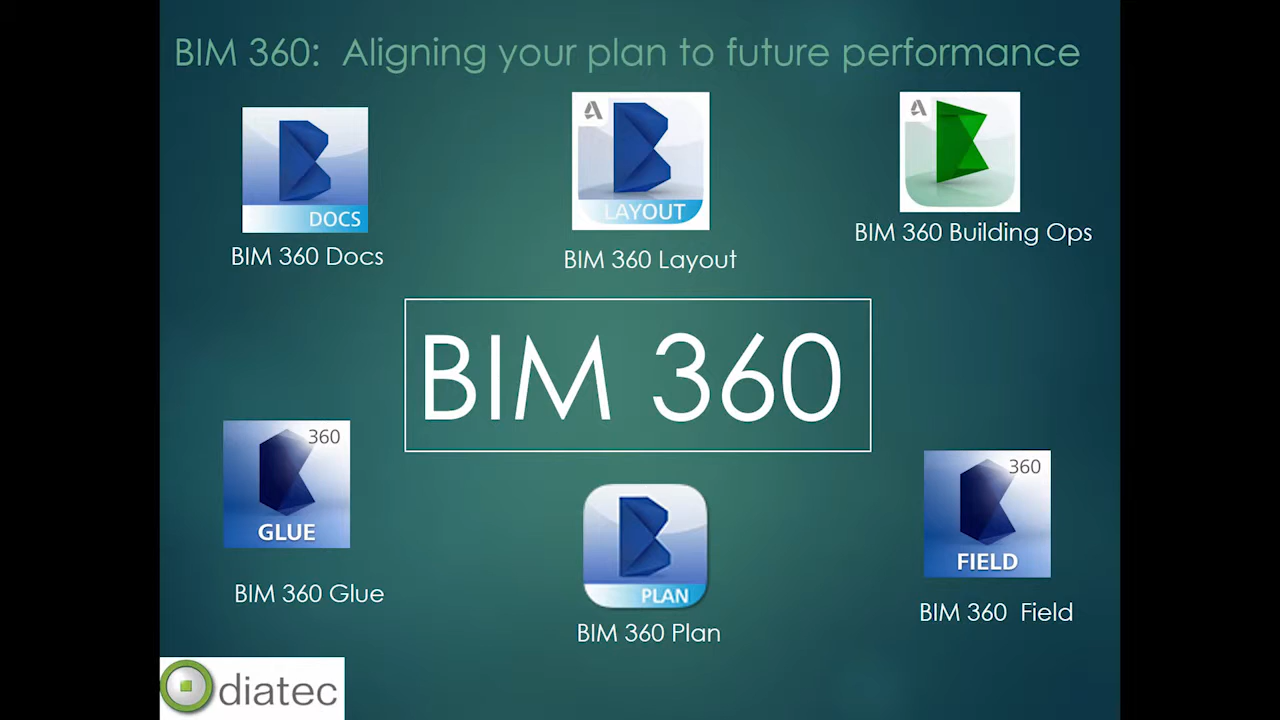 BIM 360:  Aligning your plan to future performance
DOCS
BIM 360 Docs
LAYOUT
BIM 360 Layout
BIM 360 Building Ops
BIM 360
360
GLUE
BIM 360 Glue
PLAN
BIM 360 Plan
360
FIELD
BIM 360  Field
diatec